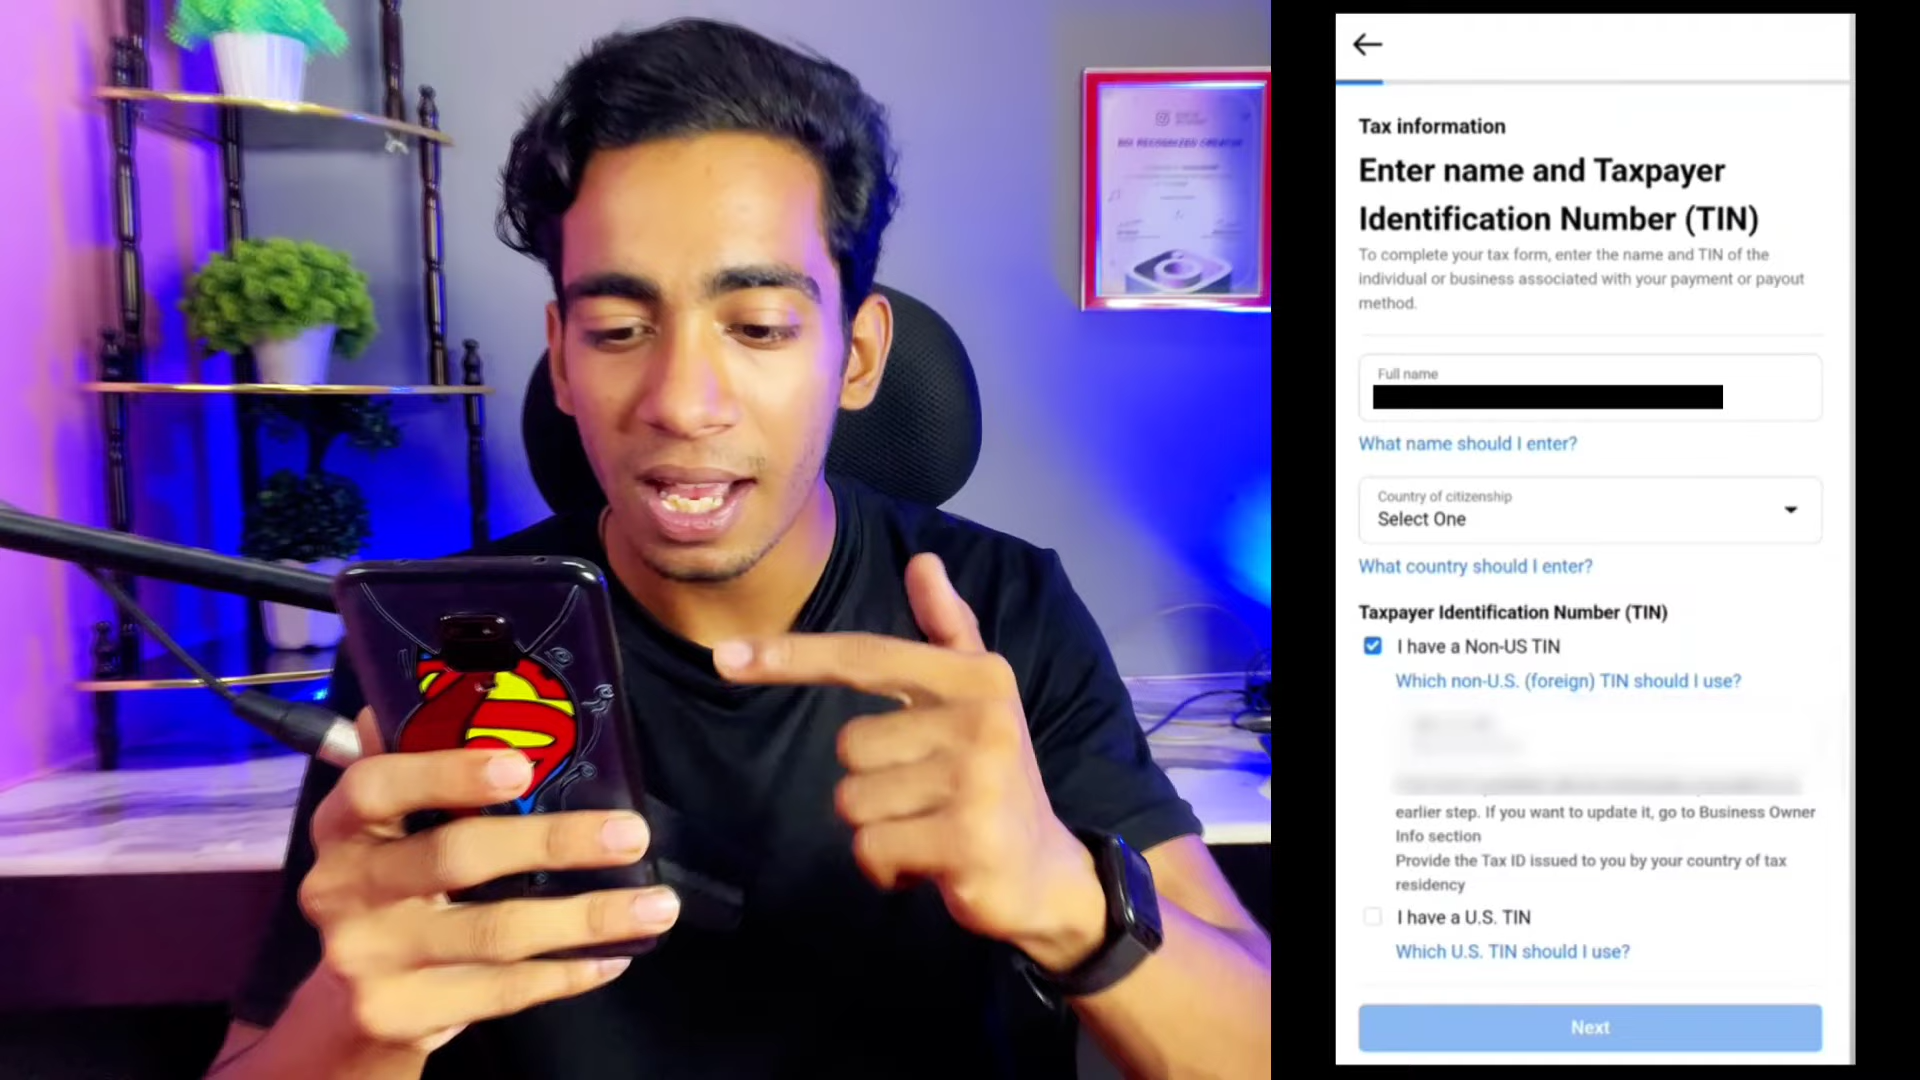 BGI RECOGNIZED CREATOR
Tax information
Enter name and Taxpayer
Identification Number (TIN)
To complete your tax form, enter the name and TIN of the
individual or business associated with your payment or payout
method.
Full name
What name should I enter?
Country of citizenship
Select One
What country should I enter?
Taxpayer Identification Number (TIN)
I have a Non-US TIN
Which non-U.S. (foreign) TIN should I use?
earlier step. If you want to update it, go to Business Owner
Info section
Provide the Tax ID issued to you by your country of tax
residency
I have a U.S. TIN
Which U.S. TIN should I use?
Next